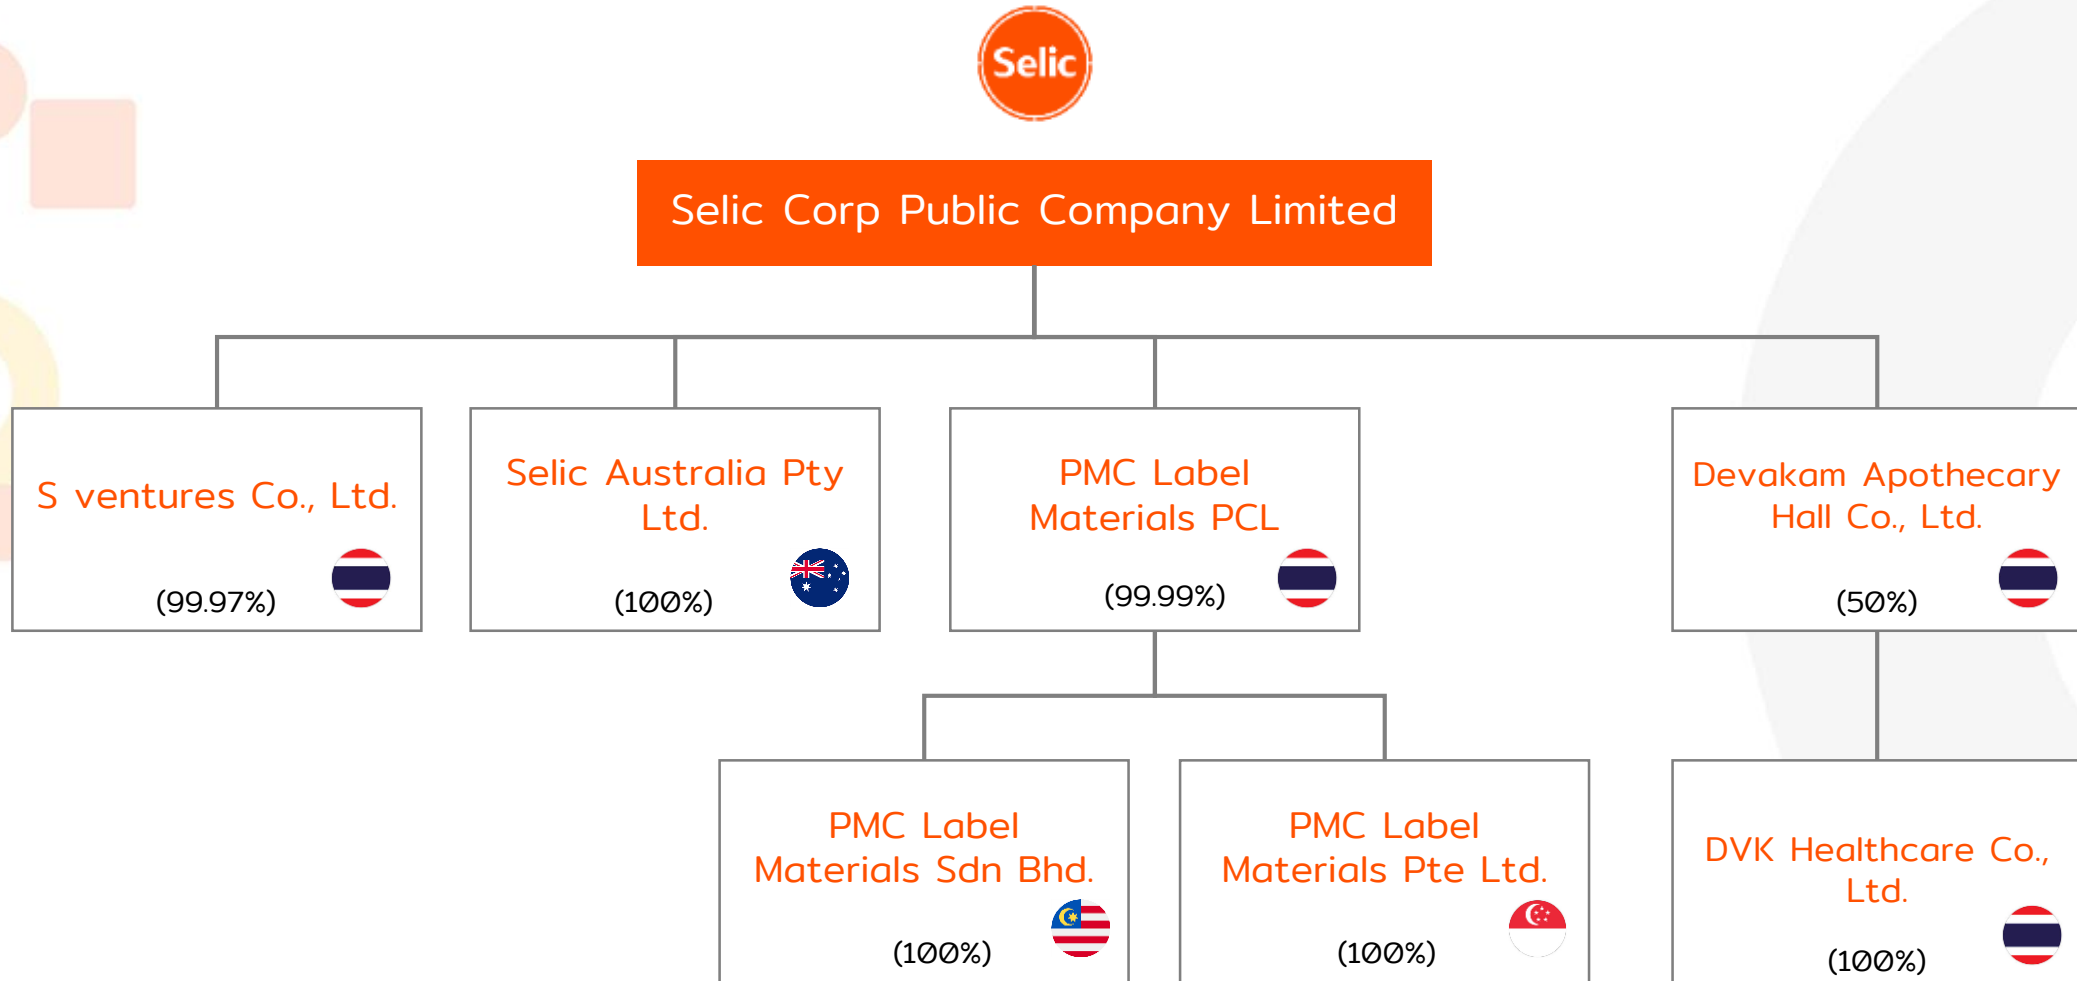 Selic
Selic Corp Public Company Limited
S ventures Co., Ltd.
(99.97%)
Selic Australia Pty
Ltd.
(100%)
PMC Label
Materials PCL
(99.99%)
Devakam Apothecary
Hall Co., Ltd.
(50%)
PMC Label
Materials Sdn Bhd.
(100%)
PMC Label
Materials Pte Ltd.
(100%)
DVK Healthcare Co.,
Ltd.
(100%)